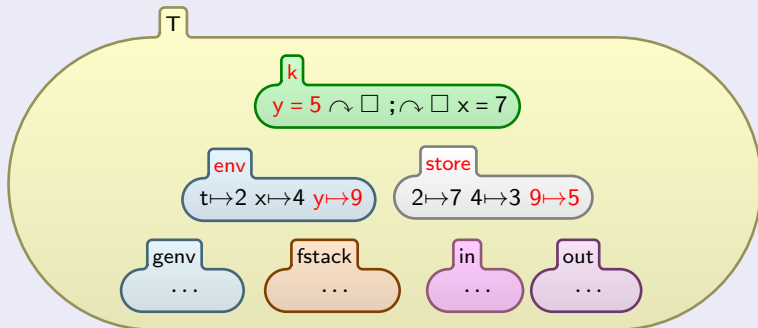 T
k
y = 5 ↷ □ ; ↷ □ x = 7
env store
t↦2 x↦4 y↦9 2↦7 4↦3 9↦5
genv fstack in out
... ... ... ...